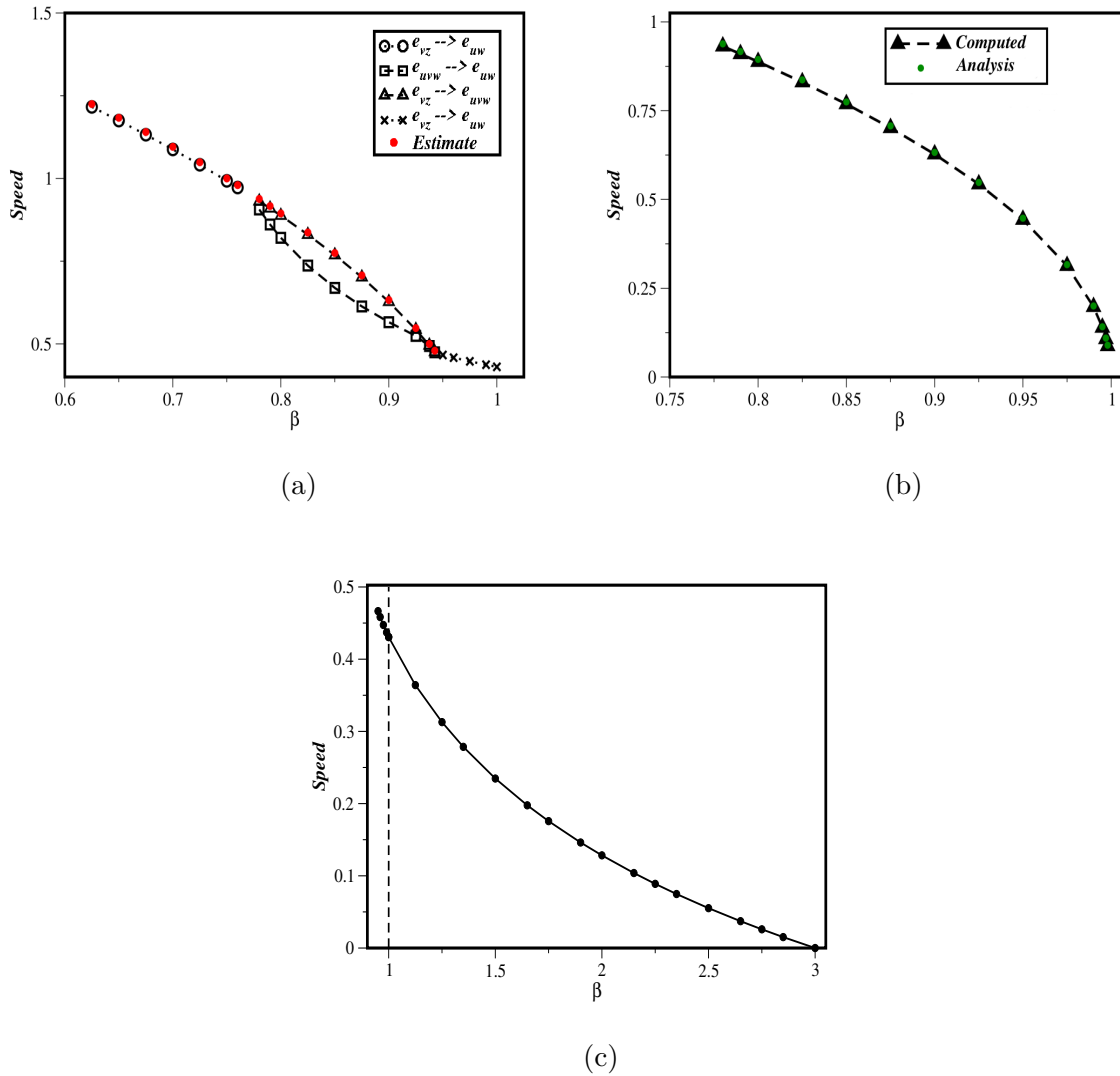 1.5
1
0.5
Speed
0.6
0.7
0.8
0.9
1
β
e_vz --> e_uw
e_uvw --> e_uw
e_vz --> e_uvw
e_vz --> e_uw
Estimate
(a)
1
0.75
0.5
0.25
0
Speed
0.75
0.8
0.85
0.9
0.95
1
β
Computed
Analysis
(b)
0.5
0.4
0.3
0.2
0.1
0
Speed
1
1.5
2
2.5
3
β
(c)